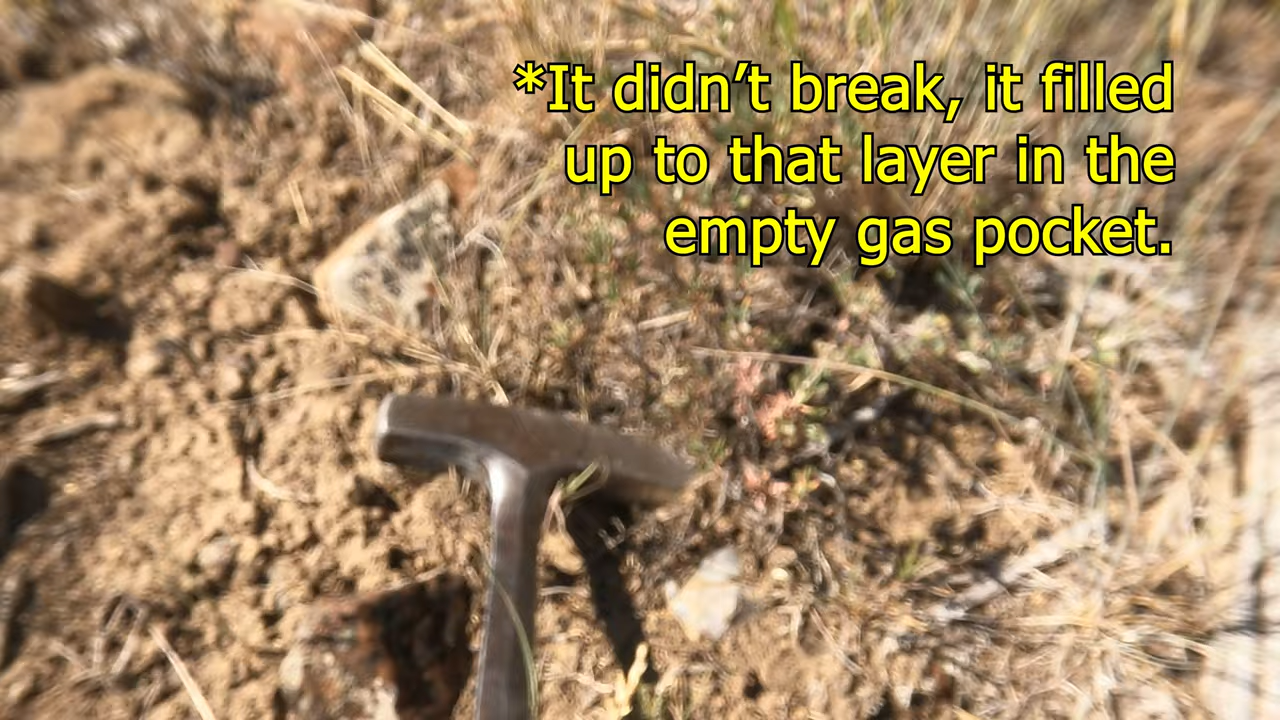 *It didn’t break, it filled
up to that layer in the
empty gas pocket.